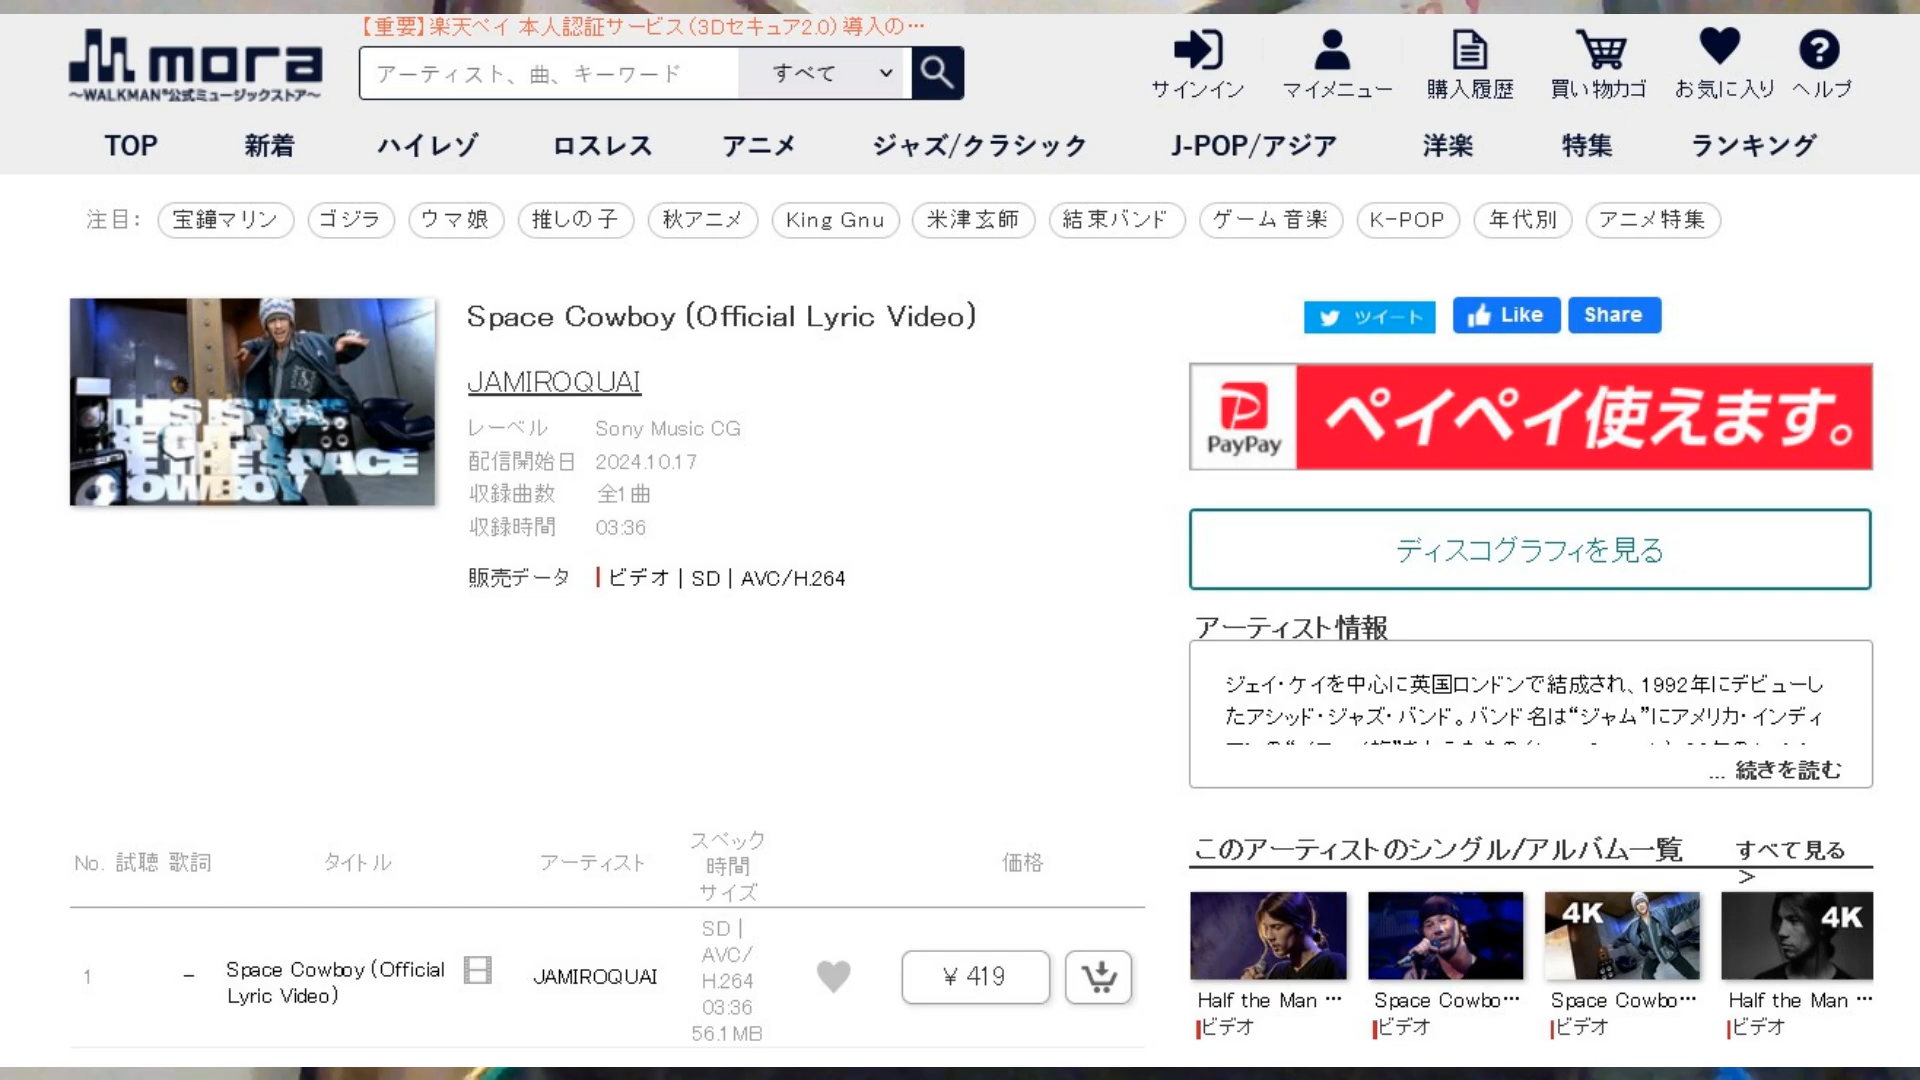 【重要】楽天ペイ 本人認証サービス(3Dセキュア2.0) 導入の…
mora
～WALKMAN®公式ミュージックストア～
アーティスト、曲、キーワード
すべて
サインイン
マイメニュー
購入履歴
買い物カゴ
お気に入り
ヘルプ
TOP
新着
ハイレゾ
ロスレス
アニメ
ジャズ/クラシック
J-POP/アジア
洋楽
特集
ランキング
注目:
宝鐘マリン
ゴジラ
ウマ娘
推しの子
秋アニメ
King Gnu
米津玄師
結束バンド
ゲーム音楽
K-POP
年代別
アニメ特集
THIS IS
SPACE
COWBOY
Space Cowboy (Official Lyric Video)
JAMIROQUAI
レーベル Sony Music CG
配信開始日 2024.10.17
収録曲数 全1曲
収録時間 03:36
販売データ ビデオ | SD | AVC/H.264
ツイート
Like
Share
PayPay
ペイペイ使えます。
ディスコグラフィを見る
アーティスト情報
ジェイ・ケイを中心に英国ロンドンで結成され、1992年にデビューし
たアシッド・ジャズ・バンド。バンド名は“ジャム”にアメリカ・インディ
... 続きを読む
No. 試聴 歌詞 タイトル アーティスト スペック 時間 サイズ 価格
1
–
Space Cowboy (Official
Lyric Video)
JAMIROQUAI
SD |
AVC/
H.264
03:36
56.1 MB
¥ 419
このアーティストのシングル/アルバム一覧
すべて見る
>
4K
4K
Half the Man …
ビデオ
Space Cowbo…
ビデオ
Space Cowbo…
ビデオ
Half the Man …
ビデオ